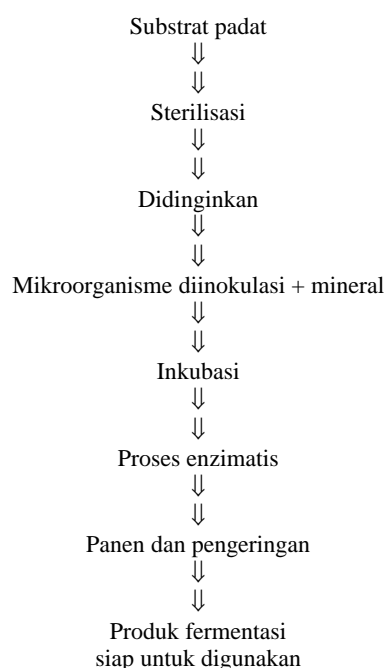 Substrat padat
⇓
⇓
Sterilisasi
⇓
⇓
Didinginkan
⇓
⇓
Mikroorganisme diinokulasi + mineral
⇓
⇓
Inkubasi
⇓
⇓
Proses enzimatis
⇓
⇓
Panen dan pengeringan
⇓
⇓
Produk fermentasi
siap untuk digunakan